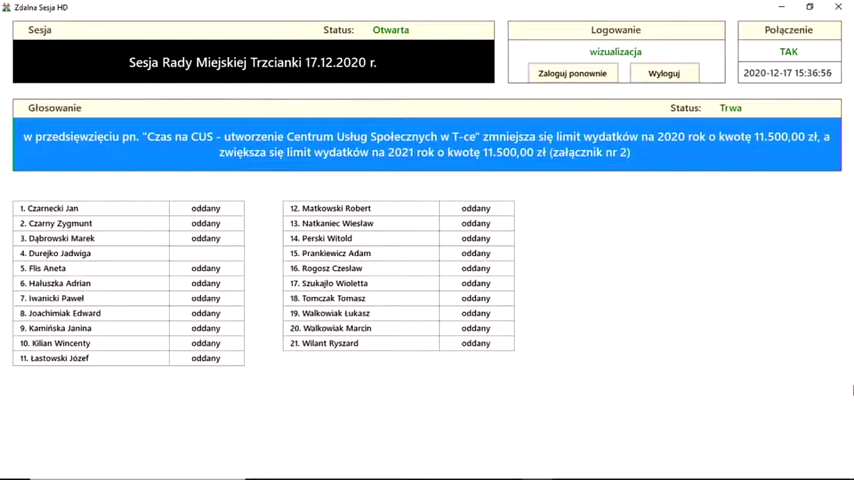 Zdalna Sesja HD
Sesja Status: Otwarta
Sesja Rady Miejskiej Trzcianki 17.12.2020 r.
Logowanie
wizualizacja
Zaloguj ponownie Wyloguj
Połączenie
TAK
2020-12-17 15:36:56
Głosowanie Status: Trwa
w przedsięwzięciu pn. "Czas na CUS - utworzenie Centrum Usług Społecznych w T-ce" zmniejsza się limit wydatków na 2020 rok o kwotę 11.500,00 zł, a
zwiększa się limit wydatków na 2021 rok o kwotę 11.500,00 zł (załącznik nr 2)
1. Czarnecki Jan oddany
2. Czarny Zygmunt oddany
3. Dąbrowski Marek oddany
4. Durejko Jadwiga
5. Flis Aneta oddany
6. Hałuszka Adrian oddany
7. Iwanicki Paweł oddany
8. Joachimiak Edward oddany
9. Kamińska Janina oddany
10. Kilian Wincenty oddany
11. Łastowski Józef oddany
12. Matkowski Robert oddany
13. Natkaniec Wiesław oddany
14. Perski Witold oddany
15. Prankiewicz Adam oddany
16. Rogosz Czesław oddany
17. Szukajło Wioletta oddany
18. Tomczak Tomasz oddany
19. Walkowiak Łukasz oddany
20. Walkowiak Marcin oddany
21. Wilant Ryszard oddany